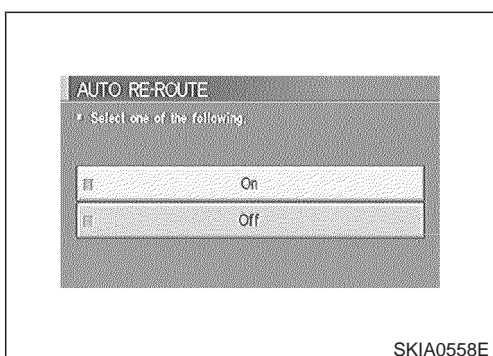 AUTO RE-ROUTE
* Select one of the following.
On
Off
SKIA0558E